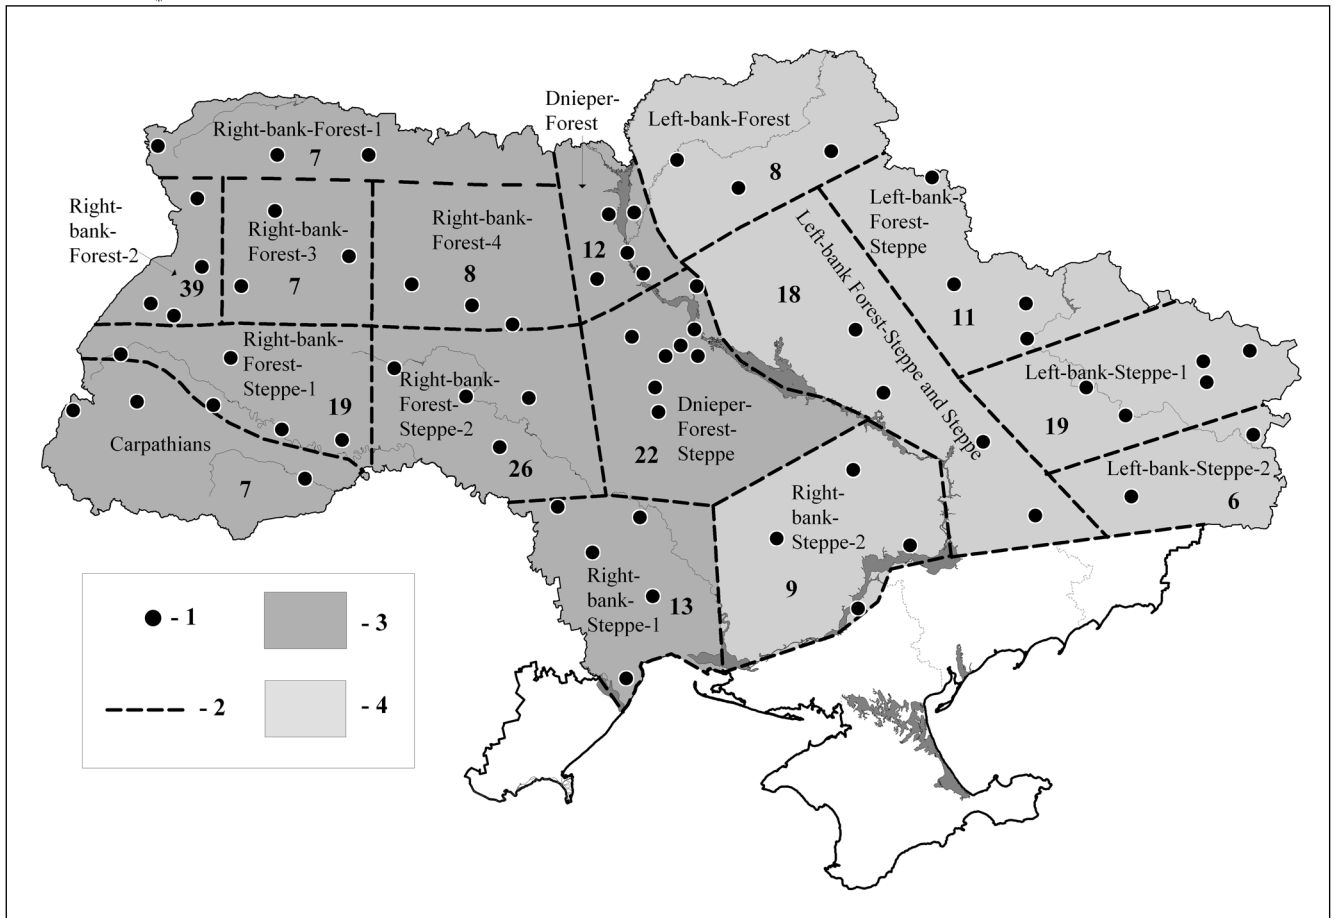 Dnieper-
Forest
Left-bank-Forest
8
Right-bank-Forest-1
7
Right-
bank-
Forest-2
39
Right-bank-
Forest-3
7
Right-bank-
Forest-4
8
12
Left-bank-
Forest-
Steppe
11
18
Left-bank Forest-Steppe and Steppe
Right-bank-
Forest-
Steppe-1
19
Right-bank-
Forest-
Steppe-2
26
Dnieper-
Forest-
Steppe
22
Left-bank-Steppe-1
19
Left-bank-Steppe-2
6
Carpathians
7
Right-
bank-
Steppe-2
9
Right-
bank-
Steppe-1
13
- 1
- 3
- 2
- 4